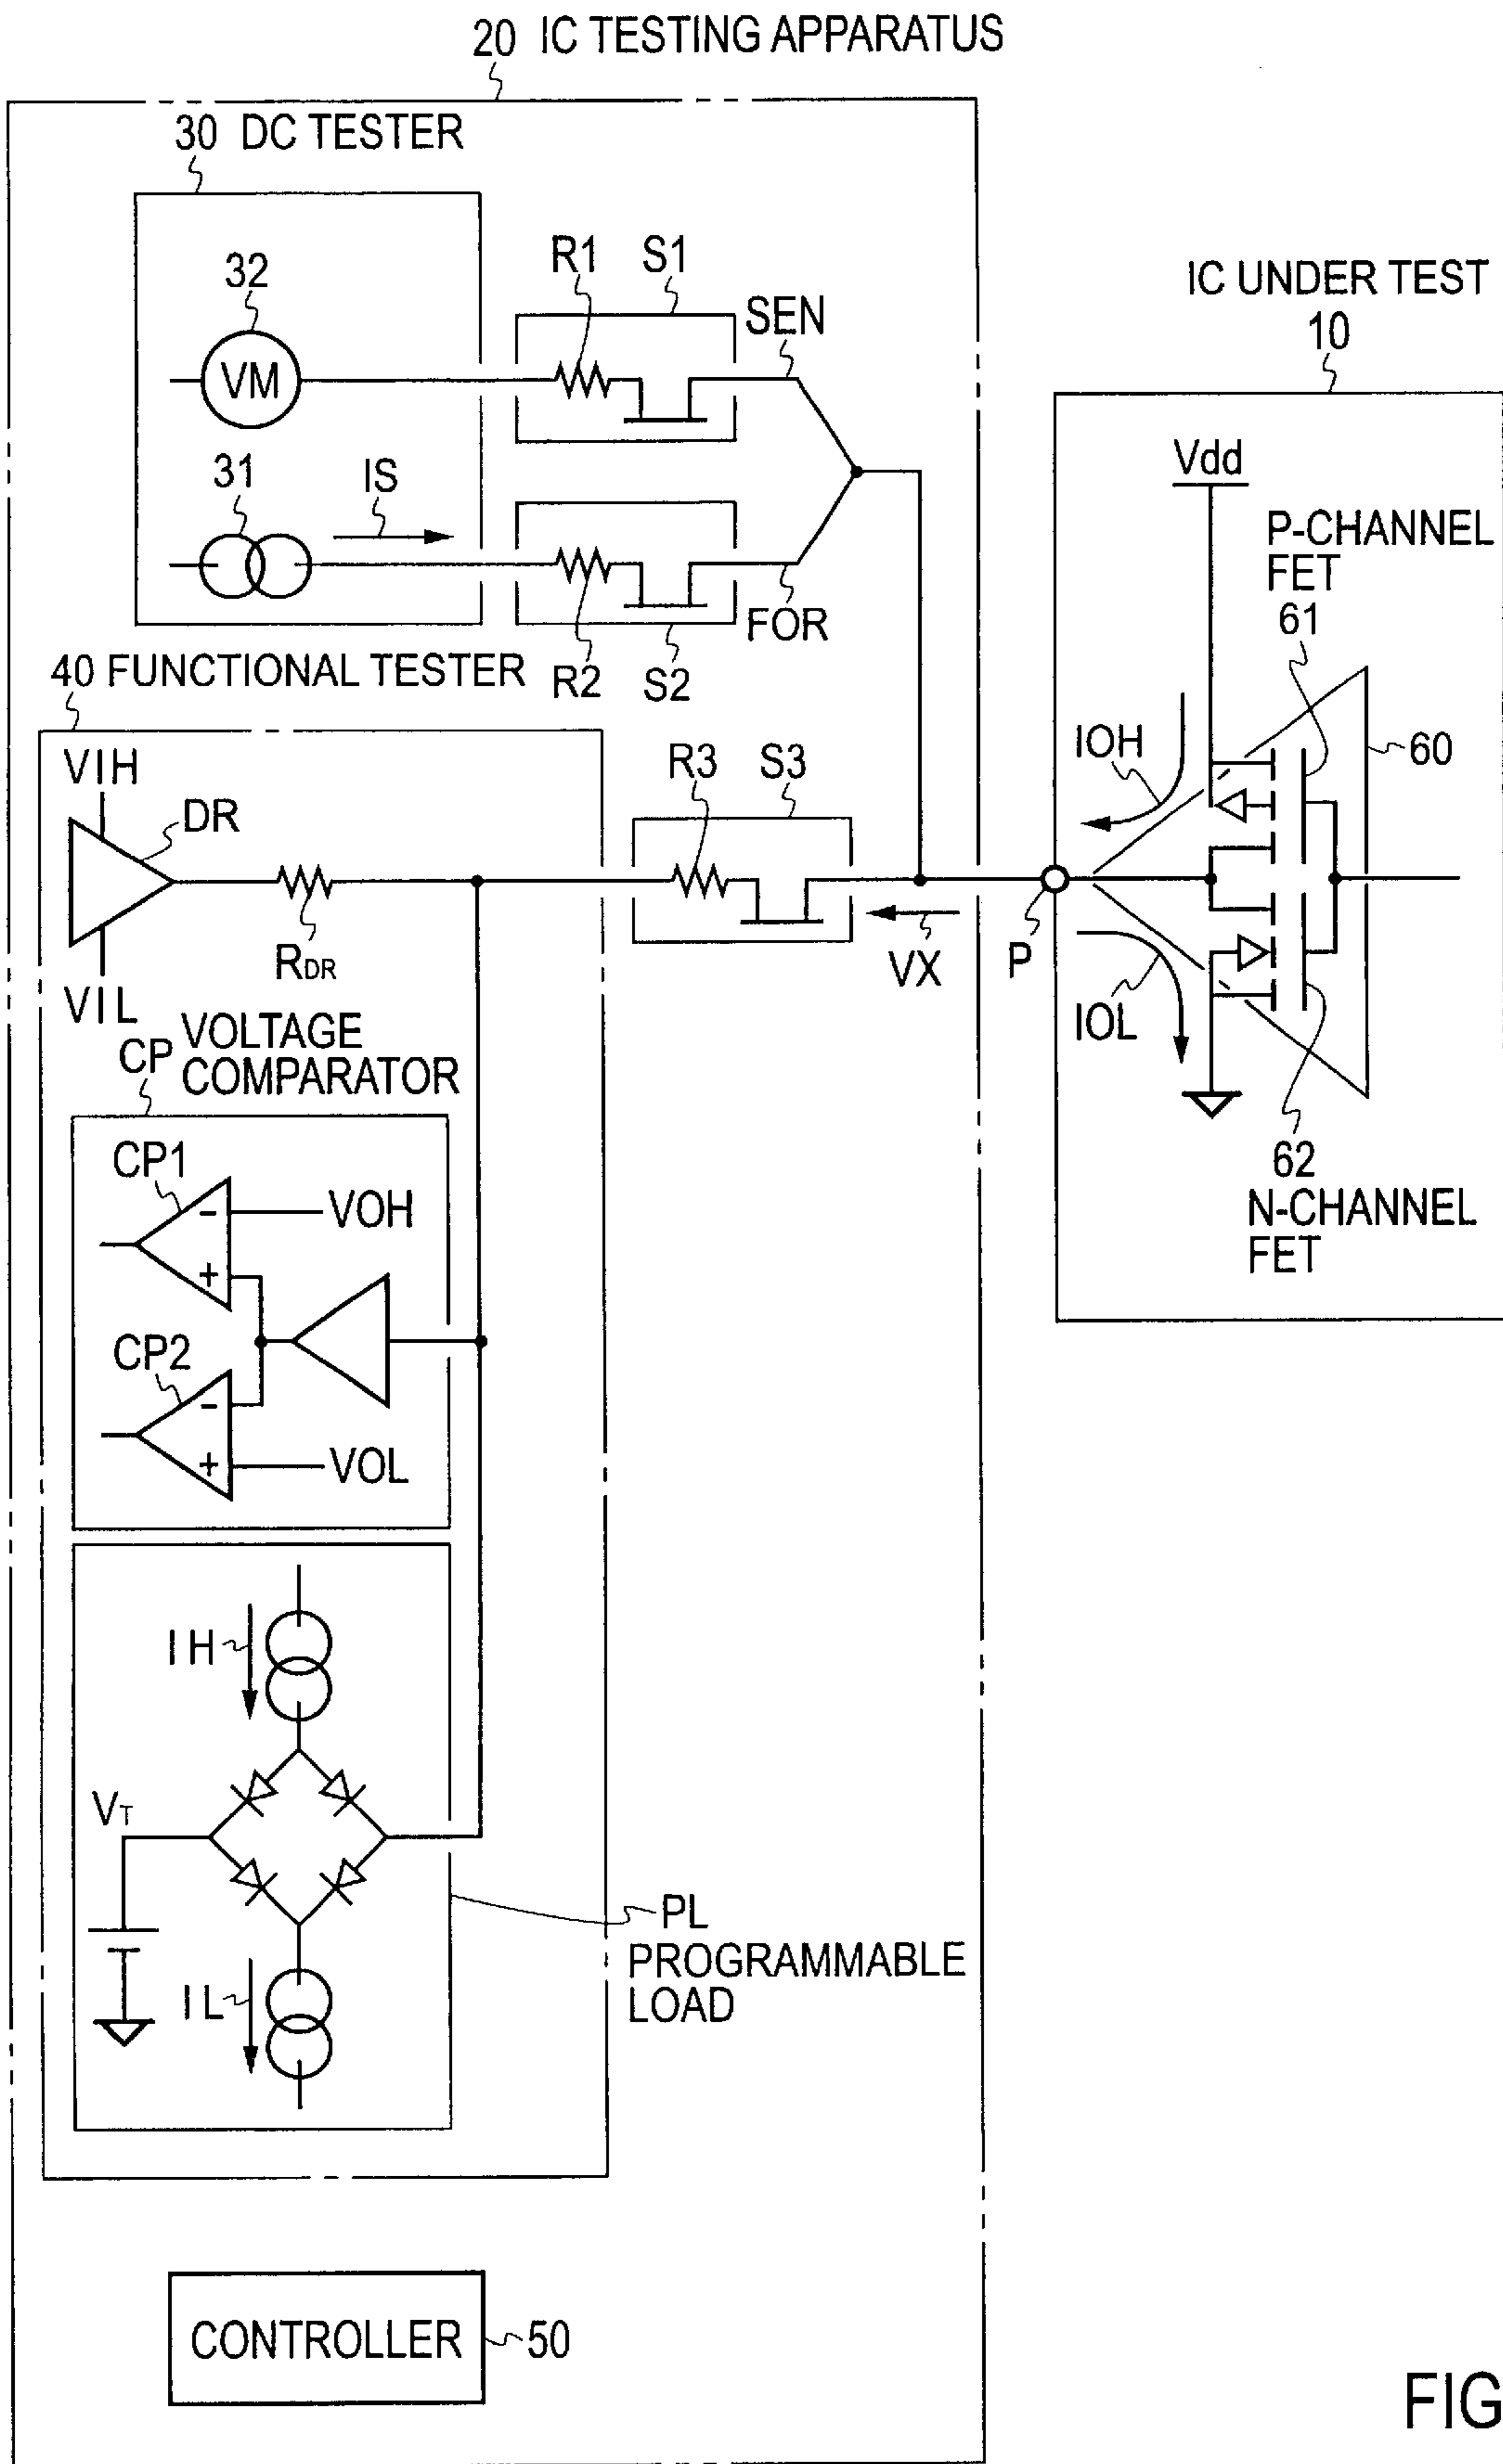 20 IC TESTING APPARATUS
30 DC TESTER
32
VM
R1
S1
SEN
31
IS
R2
S2
FOR
IC UNDER TEST
10
Vdd
P-CHANNEL
FET
61
IOH
60
P
IOL
62
N-CHANNEL
FET
40 FUNCTIONAL TESTER
VIH
DR
VIL
RDR
R3
S3
VX
CP VOLTAGE
COMPARATOR
CP1
-
+
VOH
CP2
-
+
VOL
IH
VT
IL
PL
PROGRAMMABLE
LOAD
CONTROLLER
50
FIG